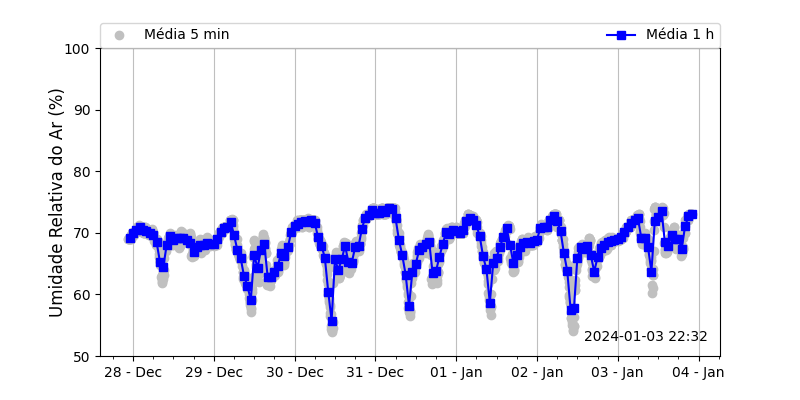 Média 5 min
Média 1 h
Umidade Relativa do Ar (%)
100
90
80
70
60
50
2024-01-03 22:32
28 - Dec
29 - Dec
30 - Dec
31 - Dec
01 - Jan
02 - Jan
03 - Jan
04 - Jan